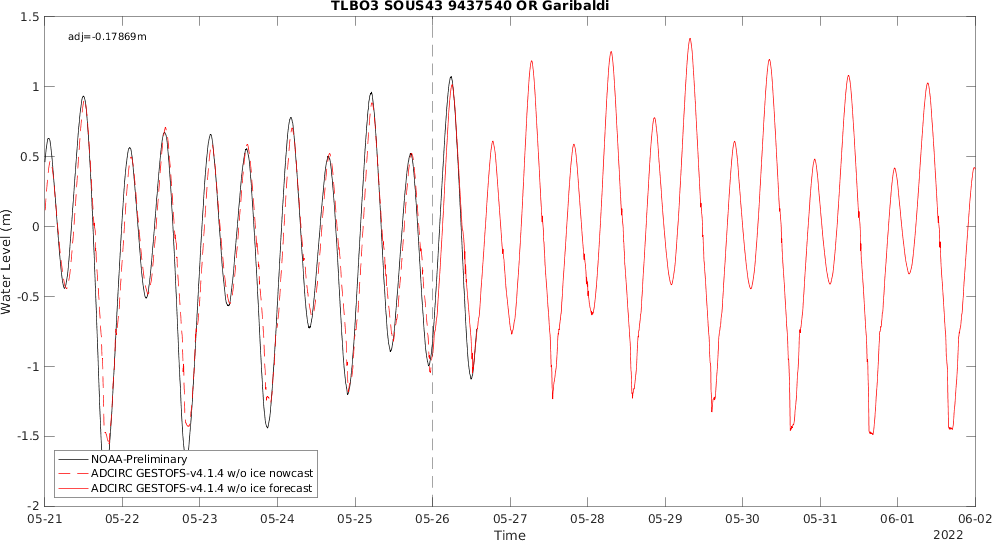 TLBO3 SOUS43 9437540 OR Garibaldi
adj=-0.17869m
1.5
1
0.5
0
-0.5
-1
-1.5
-2
Water Level (m)
NOAA-Preliminary
ADCIRC GESTOFS-v4.1.4 w/o ice nowcast
ADCIRC GESTOFS-v4.1.4 w/o ice forecast
05-21 05-22 05-23 05-24 05-25 05-26 05-27 05-28 05-29 05-30 05-31 06-01 06-02
Time
2022